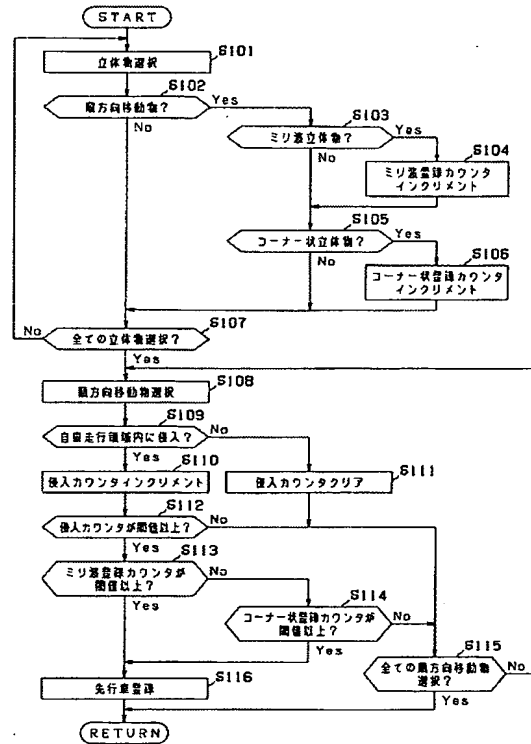 START
S101
立体物選択
S102
順方向移動物?
Yes
No
S103
ミリ波立体物?
Yes
No
S104
ミリ波登録カウンタ
インクリメント
S105
コーナー状立体物?
Yes
No
S106
コーナー状登録カウンタ
インクリメント
S107
No
全ての立体物選択?
Yes
S108
順方向移動物選択
S109
自車走行領域内に侵入?
No
Yes
S110
侵入カウンタインクリメント
S111
侵入カウンタクリア
S112
侵入カウンタが閾値以上?
No
Yes
S113
ミリ波登録カウンタが
閾値以上?
No
Yes
S114
コーナー状登録カウンタが
閾値以上?
No
Yes
S115
全ての順方向移動物
選択?
No
Yes
S116
先行車登録
RETURN